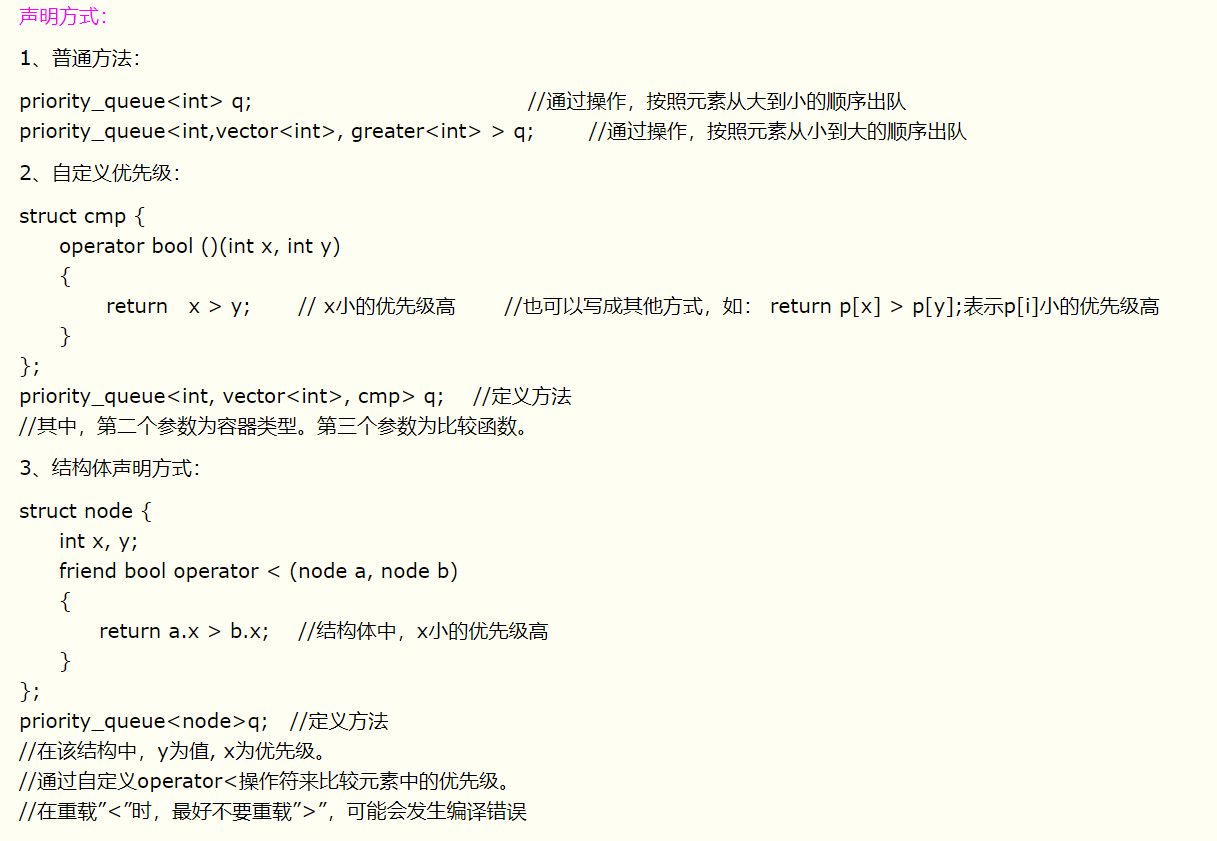 声明方式：
1、普通方法：
priority_queue<int> q;                    //通过操作，按照元素从大到小的顺序出队
priority_queue<int,vector<int>, greater<int> > q;    //通过操作，按照元素从小到大的顺序出队
2、自定义优先级：
struct cmp {
    operator bool ()(int x, int y)
    {
        return   x > y;    // x小的优先级高    //也可以写成其他方式，如： return p[x] > p[y];表示p[i]小的优先级高
    }
};
priority_queue<int, vector<int>, cmp> q;   //定义方法
//其中，第二个参数为容器类型。第三个参数为比较函数。
3、结构体声明方式：
struct node {
    int x, y;
    friend bool operator < (node a, node b)
    {
        return a.x > b.x;   //结构体中，x小的优先级高
    }
};
priority_queue<node>q;   //定义方法
//在该结构中，y为值, x为优先级。
//通过自定义operator<操作符来比较元素中的优先级。
//在重载”<”时，最好不要重载”>”，可能会发生编译错误